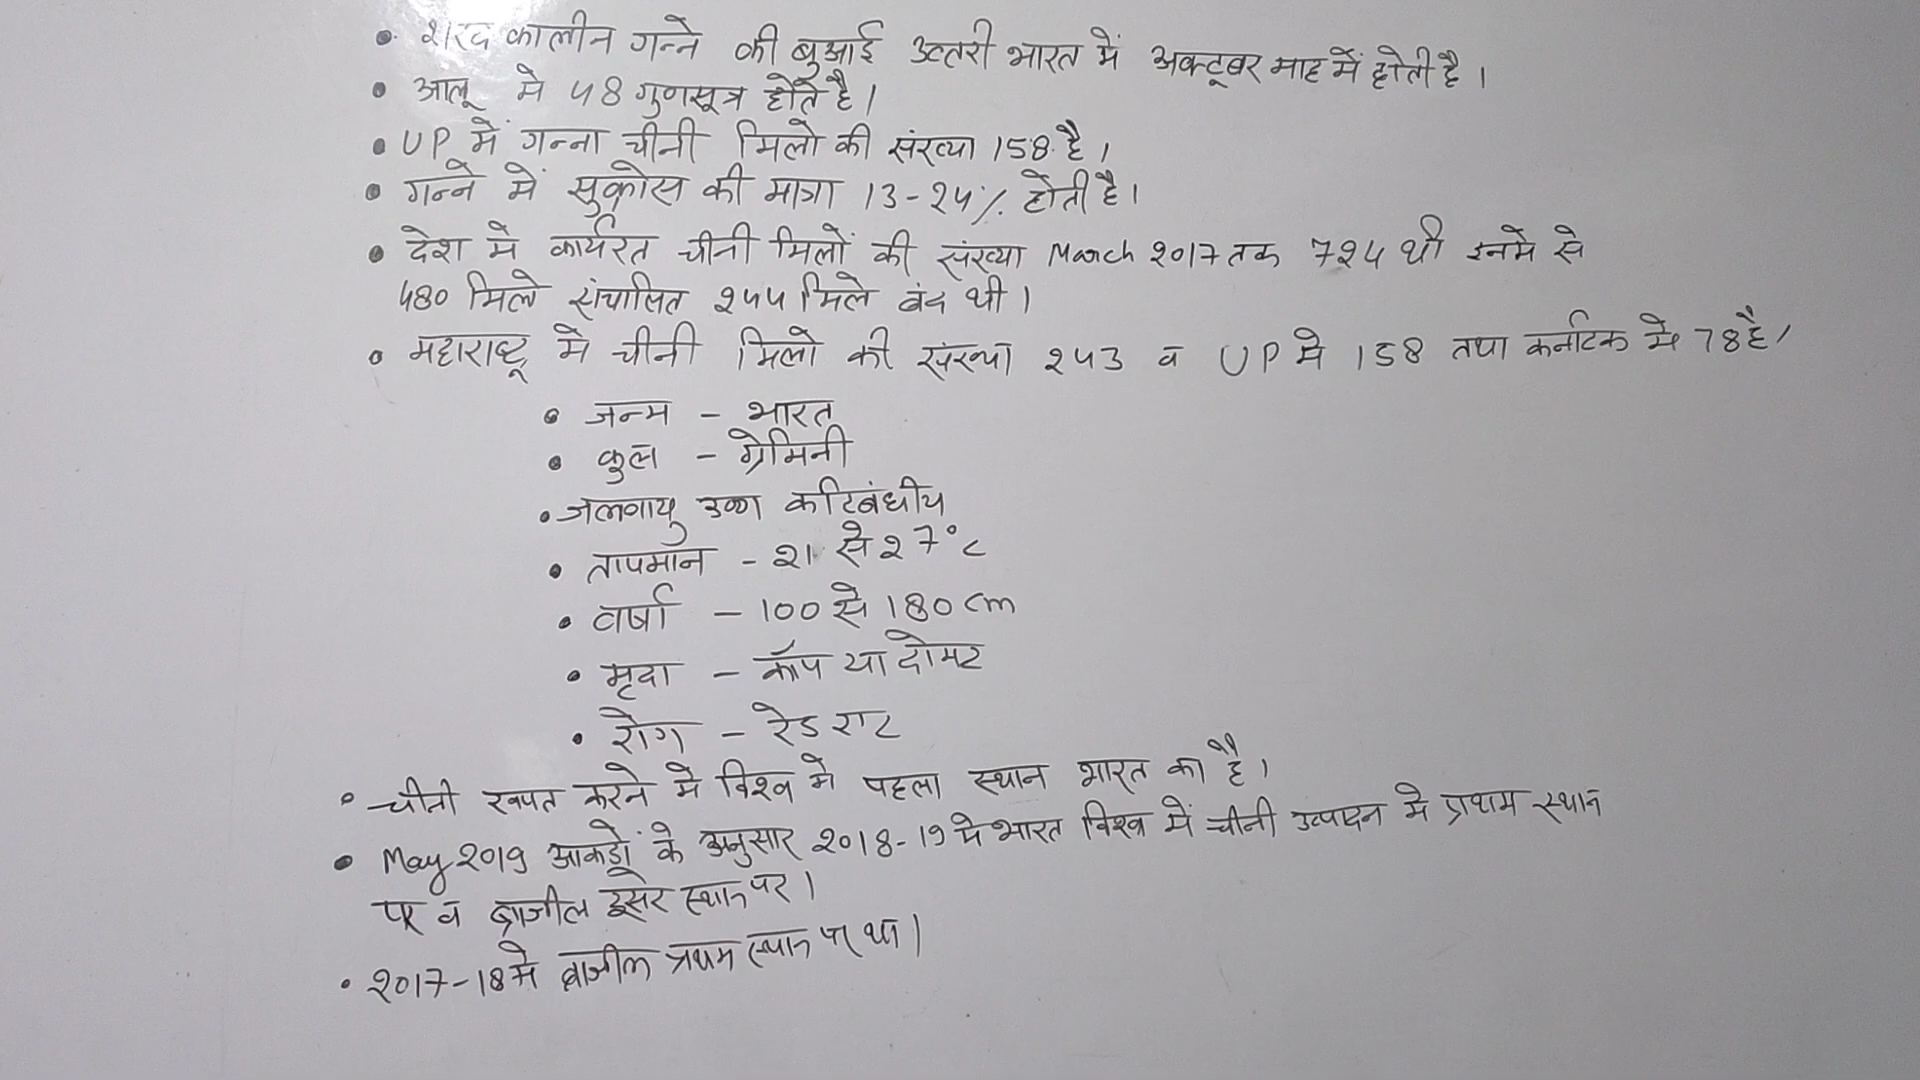 • शरद कालीन गन्ने की बुआई उत्तरी भारत में अक्टूबर माह में होती है।
• आलू मे 48 गुणसूत्र होते है।
• UP में गन्ना चीनी मिलो की संख्या 158 है।
• गन्ने में सुक्रोस की मात्रा 13-24% होती है।
• देश मे कार्यरत चीनी मिलों की संख्या March 2017 तक 724 थी इनमे से
480 मिले संचालित 244 मिले बंद थी।
• महाराष्ट्र मे चीनी मिलो की संख्या 243 व UP मे 158 तथा कर्नाटक मे 78 है।
• जन्म - भारत
• कुल - ग्रेमिनी
• जलवायु उष्ण कटिबंधीय
• तापमान - 21 से 27°C
• वर्षा - 100 से 180 cm
• मृदा - कॉप या दोमट
• रोग - रेड राट
• चीनी खपत करने मे विश्व मे पहला स्थान भारत का है।
• May 2019 आकड़ो के अनुसार 2018-19 मे भारत विश्व में चीनी उत्पादन मे प्रथम स्थान
पर व ब्राजील दूसरे स्थान पर।
• 2017-18 मे ब्राजील प्रथम स्थान पर था।